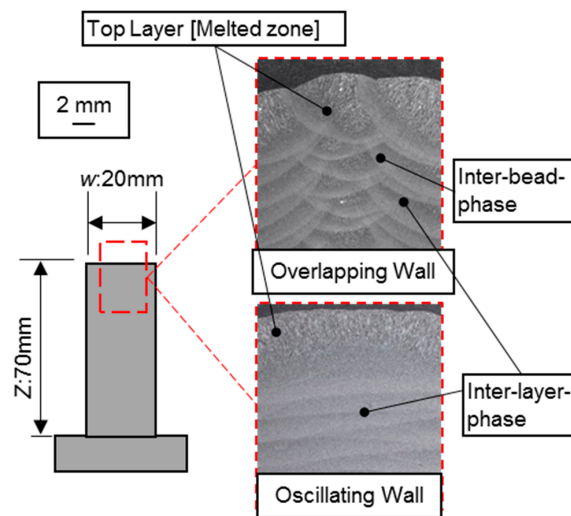 Top Layer [Melted zone]
2 mm
w:20mm
Z:70mm
Inter-bead-
phase
Overlapping Wall
Inter-layer-
phase
Oscillating Wall